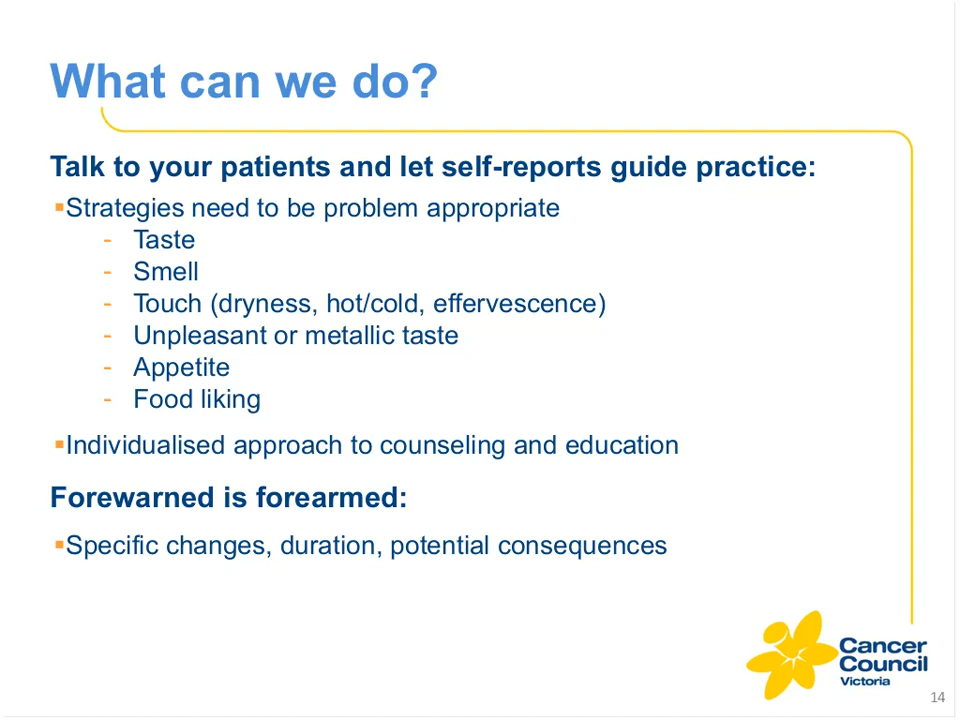 What can we do?
Talk to your patients and let self-reports guide practice:
▪Strategies need to be problem appropriate
- Taste
- Smell
- Touch (dryness, hot/cold, effervescence)
- Unpleasant or metallic taste
- Appetite
- Food liking
▪Individualised approach to counseling and education
Forewarned is forearmed:
▪Specific changes, duration, potential consequences
Cancer
Council
Victoria
14